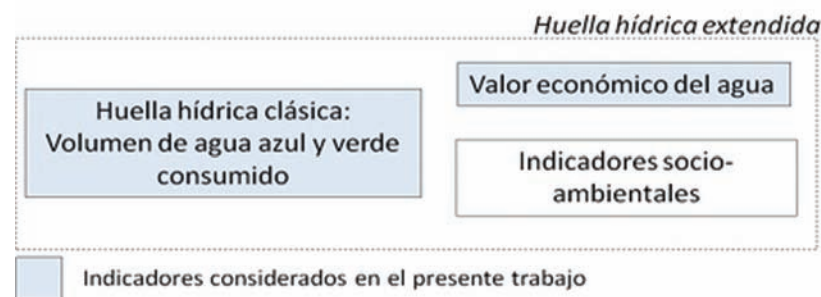 Huella hídrica extendida
Huella hídrica clásica:
Volumen de agua azul y verde
consumido
Valor económico del agua
Indicadores socio-
ambientales
Indicadores considerados en el presente trabajo